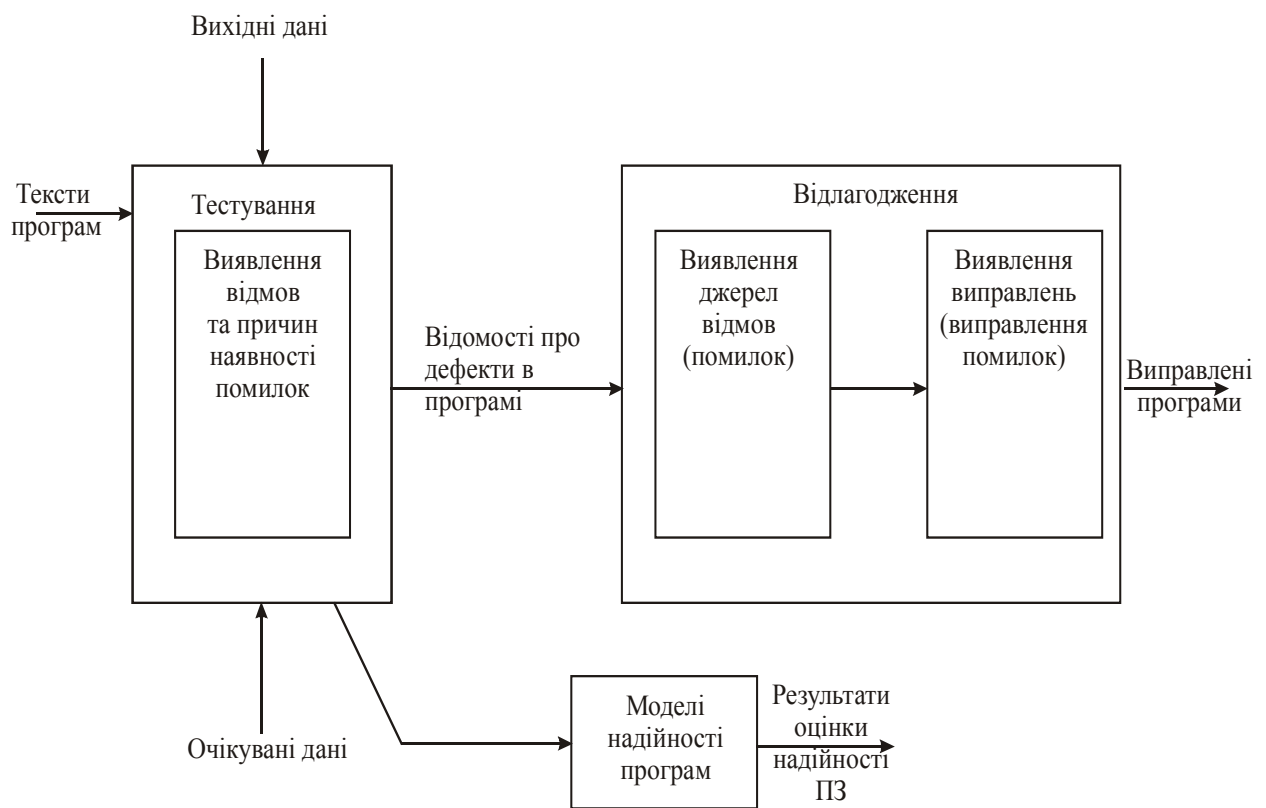 Вихідні дані
Тексти
програм
Тестування
Виявлення
відмов
та причин
наявності
помилок
Відомості про
дефекти в
програмі
Відлагодження
Виявлення
джерел
відмов
(помилок)
Виявлення
виправлень
(виправлення
помилок)
Виправлені
програми
Очікувані дані
Моделі
надійності
програм
Результати
оцінки
надійності
ПЗ